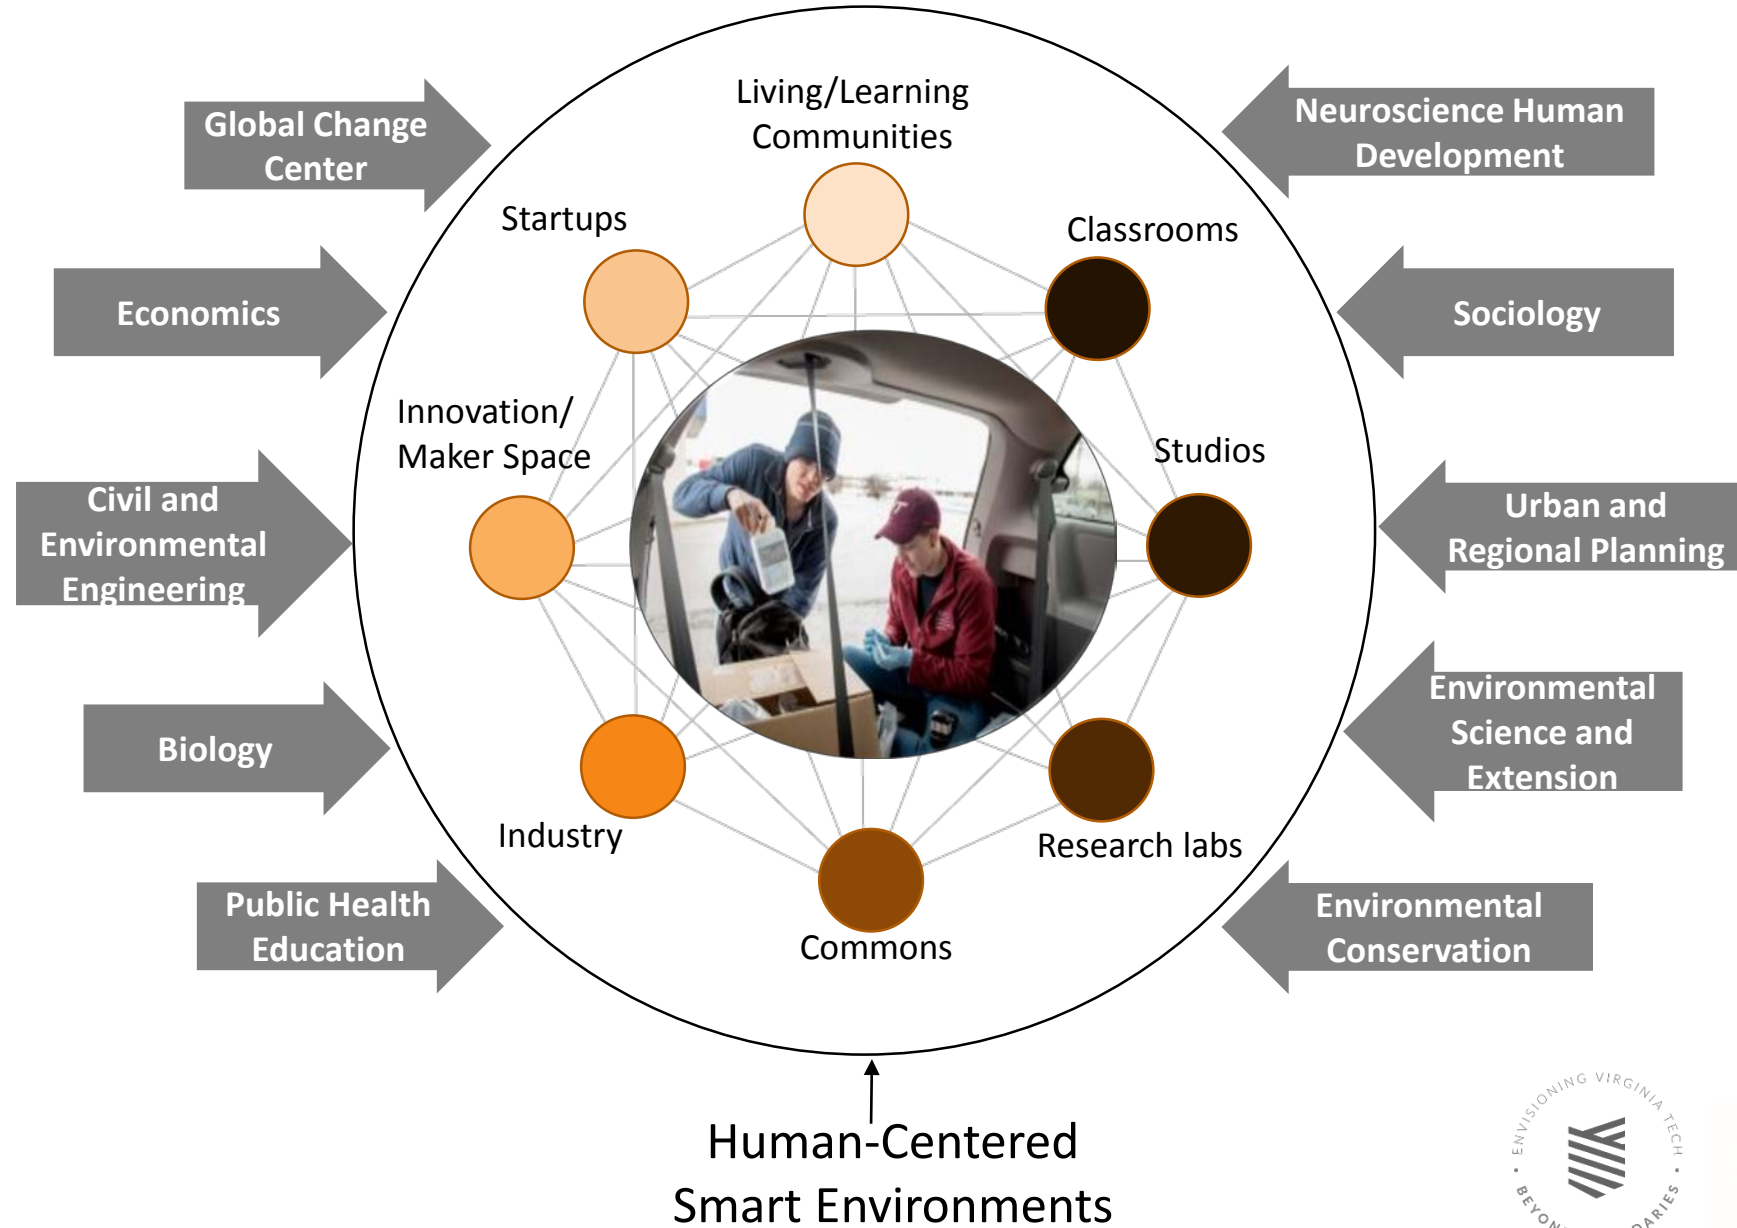 Living/Learning
Communities
Global Change
Center
Neuroscience Human
Development
Startups
Classrooms
Economics
Sociology
Innovation/
Maker Space
Studios
Civil and
Environmental
Engineering
Urban and
Regional Planning
Biology
Environmental
Science and
Extension
Industry
Research labs
Public Health
Education
Commons
Environmental
Conservation
Human-Centered
Smart Environments
ENVISIONING VIRGINIA TECH